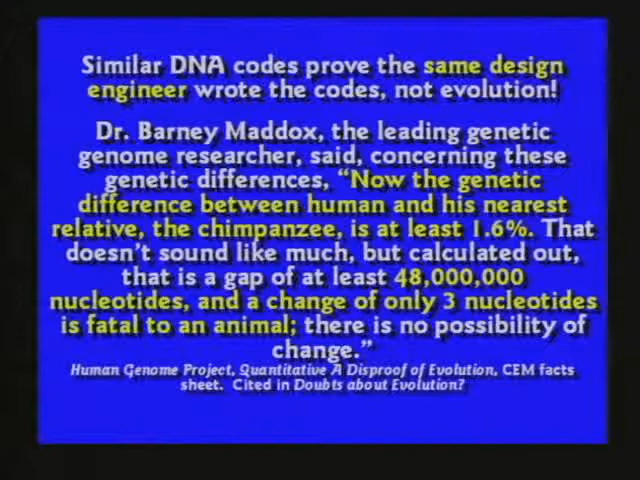 Similar DNA codes prove the same design
engineer wrote the codes, not evolution!
Dr. Barney Maddox, the leading genetic
genome researcher, said, concerning these
genetic differences, “Now the genetic
difference between human and his nearest
relative, the chimpanzee, is at least 1.6%. That
doesn’t sound like much, but calculated out,
that is a gap of at least 48,000,000
nucleotides, and a change of only 3 nucleotides
is fatal to an animal; there is no possibility of
change.”
Human Genome Project, Quantitative A Disproof of Evolution, CEM facts
sheet. Cited in Doubts about Evolution?